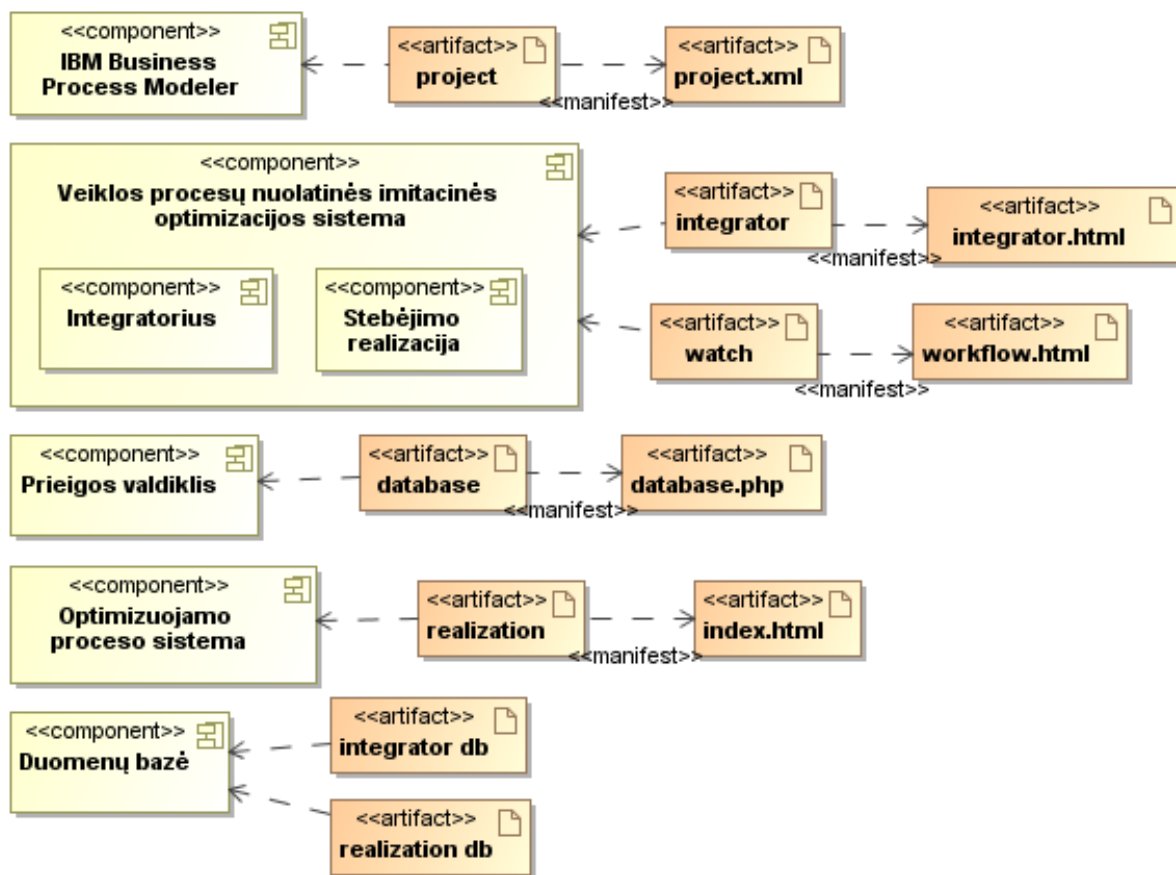 <<component>>
IBM Business
Process Modeler
<<artifact>>
project
<<manifest>>
<<artifact>>
project.xml
<<component>>
Veiklos procesų nuolatinės imitacinės
optimizacijos sistema
<<component>>
Integratorius
<<component>>
Stebėjimo
realizacija
<<artifact>>
integrator
<<manifest>>
<<artifact>>
integrator.html
<<artifact>>
watch
<<manifest>>
<<artifact>>
workflow.html
<<component>>
Prieigos valdiklis
<<artifact>>
database
<<manifest>>
<<artifact>>
database.php
<<component>>
Optimizuojamo
proceso sistema
<<artifact>>
realization
<<manifest>>
<<artifact>>
index.html
<<component>>
Duomenų bazė
<<artifact>>
integrator db
<<artifact>>
realization db